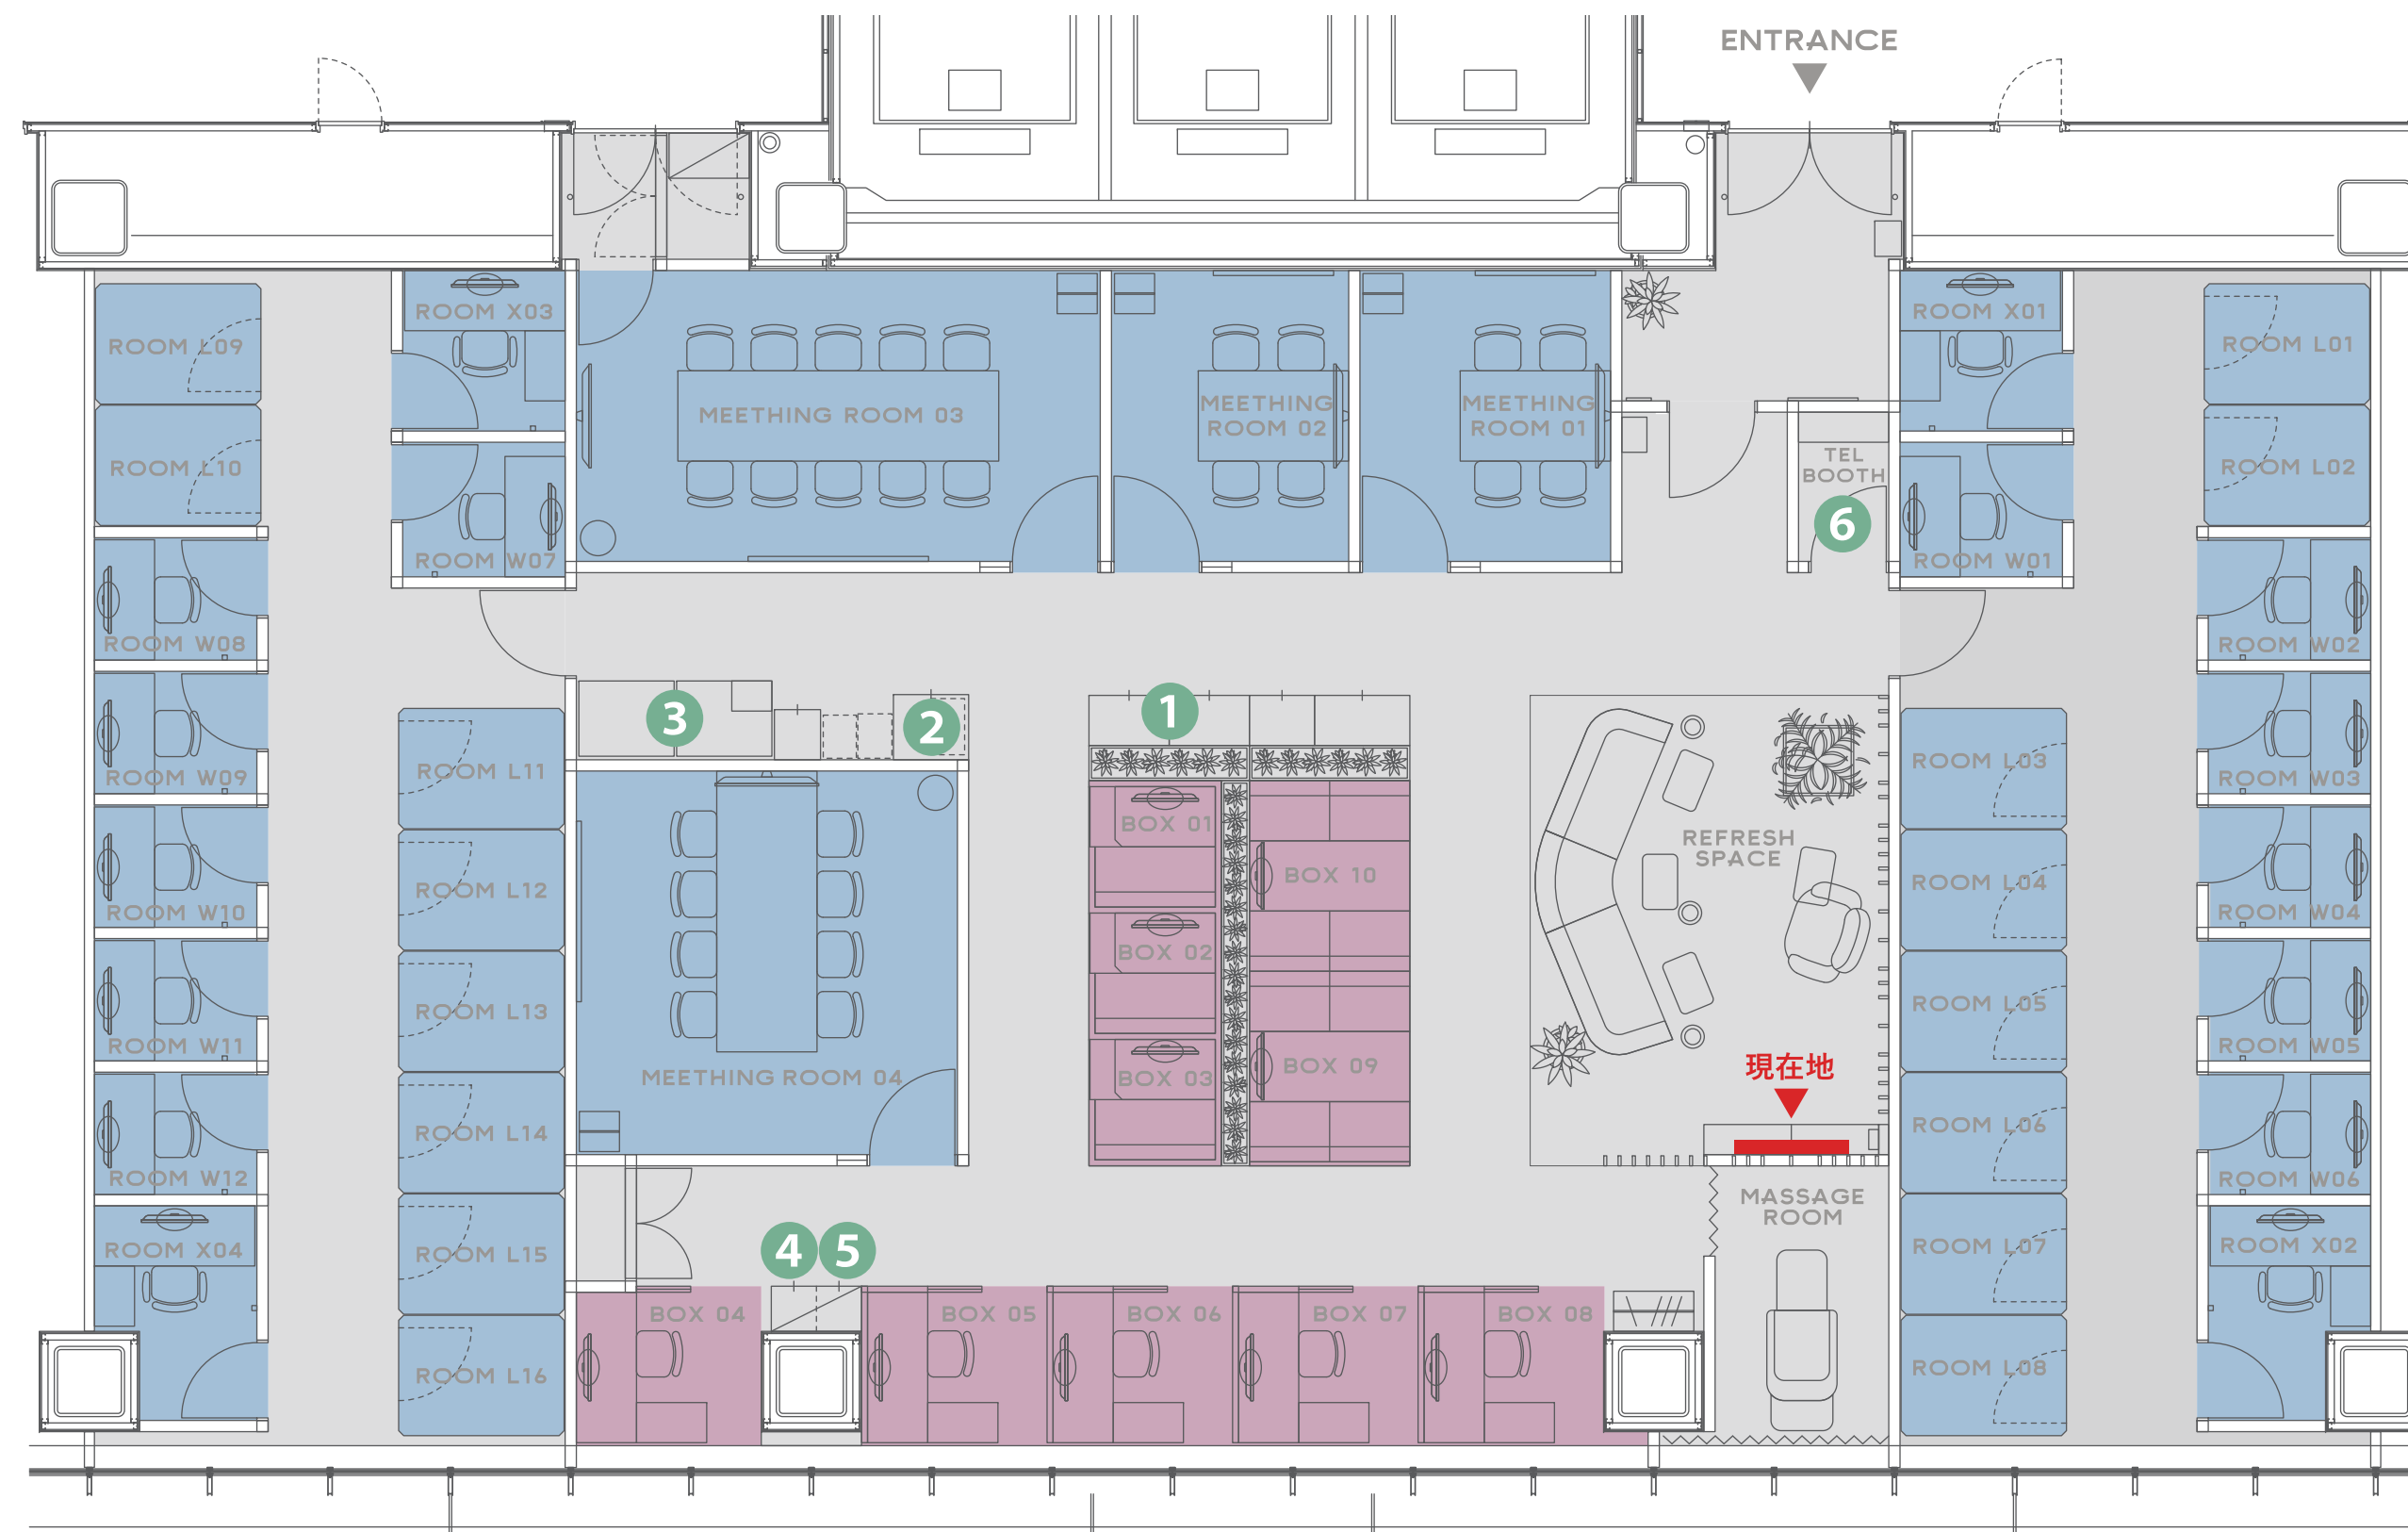 ENTRANCE
ROOM X03
ROOM X01
ROOM L09
ROOM L01
MEETHING ROOM 03
MEETHING
ROOM 02
MEETHING
ROOM 01
TEL
BOOTH
6
ROOM L10
ROOM L02
ROOM W07
ROOM W01
ROOM W08
ROOM W02
3
2
1
ROOM W09
ROOM L11
ROOM L03
ROOM W03
BOX 01
REFRESH
SPACE
BOX 10
ROOM L12
ROOM L04
ROOM W10
ROOM W04
BOX 02
ROOM L13
ROOM L05
ROOM W11
ROOM W05
MEETHING ROOM 04
BOX 03
BOX 09
現在地
ROOM L14
ROOM L06
ROOM W12
ROOM W06
MASSAGE
ROOM
ROOM X04
ROOM L15
4
5
ROOM L07
ROOM X02
BOX 04
BOX 05
BOX 06
BOX 07
BOX 08
ROOM L16
ROOM L08